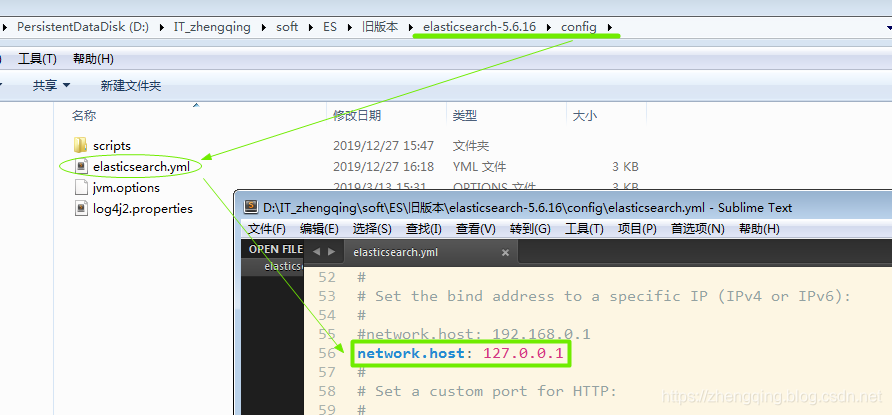 PersistentDataDisk (D:) ▸ IT_zhengqing ▸ soft ▸ ES ▸ 旧版本 ▸ elasticsearch-5.6.16 ▸ config ▸
工具(T) 帮助(H)
共享 新建文件夹
名称 修改日期 类型 大小
scripts 2019/12/27 15:47 文件夹
elasticsearch.yml 2019/12/27 16:18 YML 文件 3 KB
jvm.options 2019/3/13 15:31 OPTIONS 文件 3 KB
log4j2.properties
D:\IT_zhengqing\soft\ES\旧版本\elasticsearch-5.6.16\config\elasticsearch.yml - Sublime Text
文件(F) 编辑(E) 选择(S) 查找(I) 查看(V) 转到(G) 工具(T) 项目(P) 首选项(N) 帮助(H)
OPEN FILE
elasticse
elasticsearch.yml ×
52 #
53 # Set the bind address to a specific IP (IPv4 or IPv6):
54 #
55 #network.host: 192.168.0.1
56 network.host: 127.0.0.1
57 #
58 # Set a custom port for HTTP:
59 #
https://zhengqing.blog.csdn.net